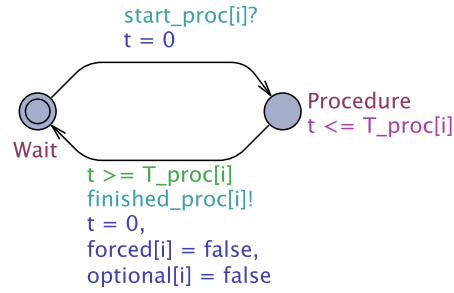 start_proc[i]?
t = 0
Procedure
t <= T_proc[i]
Wait
t >= T_proc[i]
finished_proc[i]!
t = 0,
forced[i] = false,
optional[i] = false